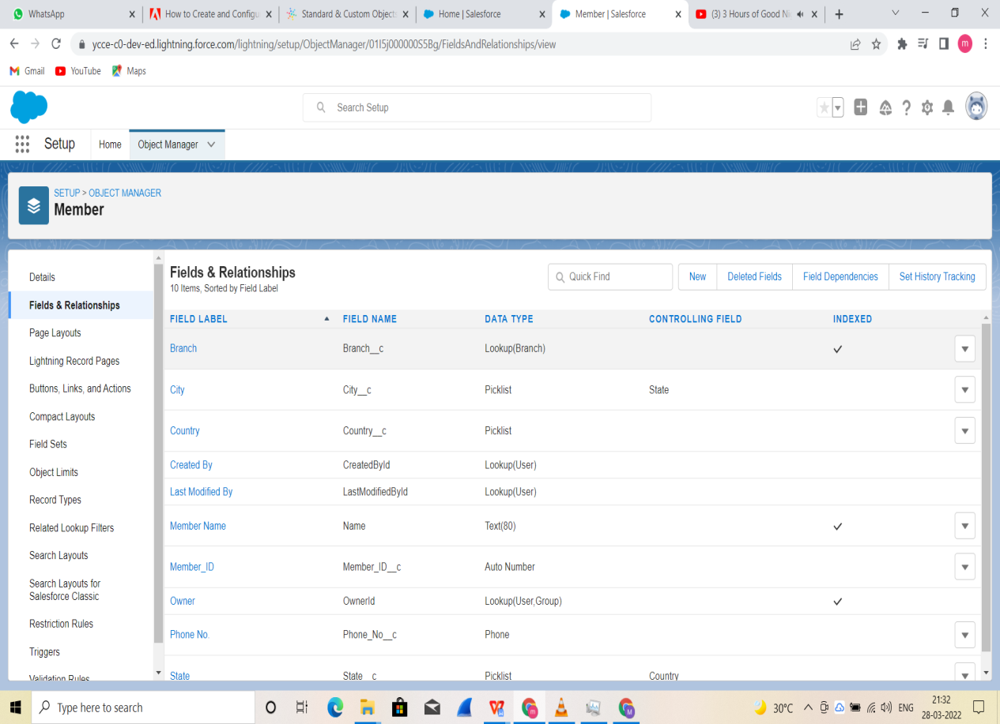 WhatsApp
How to Create and Configu
Standard & Custom Object
Home | Salesforce
Member | Salesforce
(3) 3 Hours of Good Ni
ycce-c0-dev-ed.lightning.force.com/lightning/setup/ObjectManager/01I5j000000S5Bg/FieldsAndRelationships/view
m
Gmail
YouTube
Maps
Search Setup
Setup
Home
Object Manager
SETUP > OBJECT MANAGER
Member
Details
Fields & Relationships
Page Layouts
Lightning Record Pages
Buttons, Links, and Actions
Compact Layouts
Field Sets
Object Limits
Record Types
Related Lookup Filters
Search Layouts
Search Layouts for
Salesforce Classic
Restriction Rules
Triggers
Validation Rules
Fields & Relationships
10 Items, Sorted by Field Label
Quick Find
New
Deleted Fields
Field Dependencies
Set History Tracking
FIELD LABEL FIELD NAME DATA TYPE CONTROLLING FIELD INDEXED
Branch Branch__c Lookup(Branch)
City City__c Picklist State
Country Country__c Picklist
Created By CreatedById Lookup(User)
Last Modified By LastModifiedById Lookup(User)
Member Name Name Text(80)
Member_ID Member_ID__c Auto Number
Owner OwnerId Lookup(User,Group)
Phone No. Phone_No__c Phone
State State__c Picklist Country
Type here to search
30°C
ENG
21:32
28-03-2022